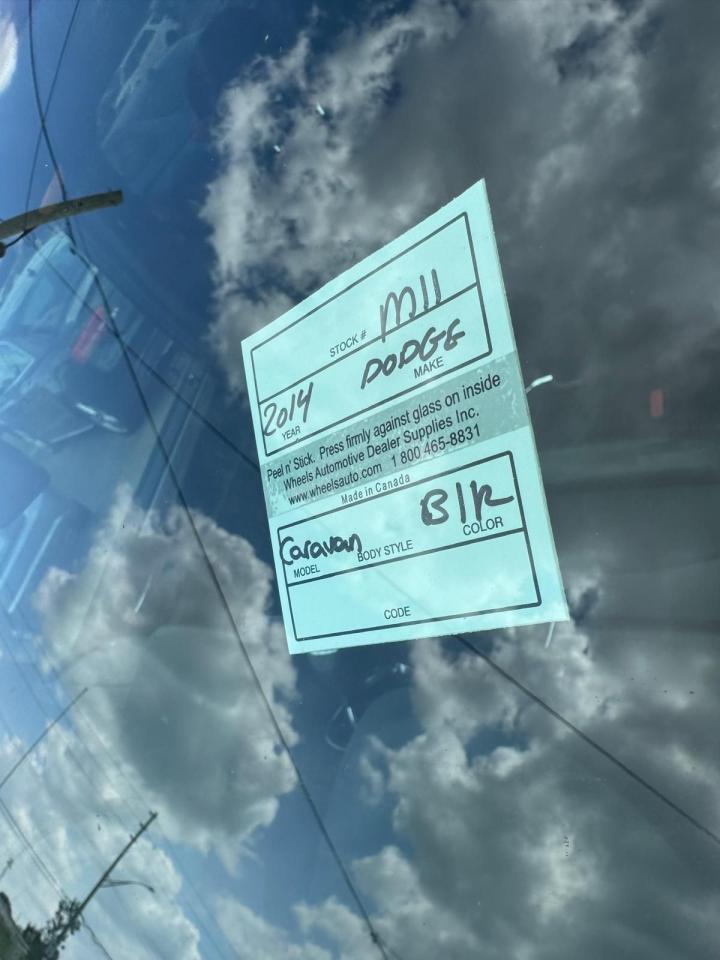 STOCK # M11
2014 DODGE
YEAR MAKE
Peel n' Stick. Press firmly against glass on inside
Wheels Automotive Dealer Supplies Inc.
www.wheelsauto.com 1 800 465-8831
Made in Canada
Caravan Blk
MODEL BODY STYLE COLOR
CODE